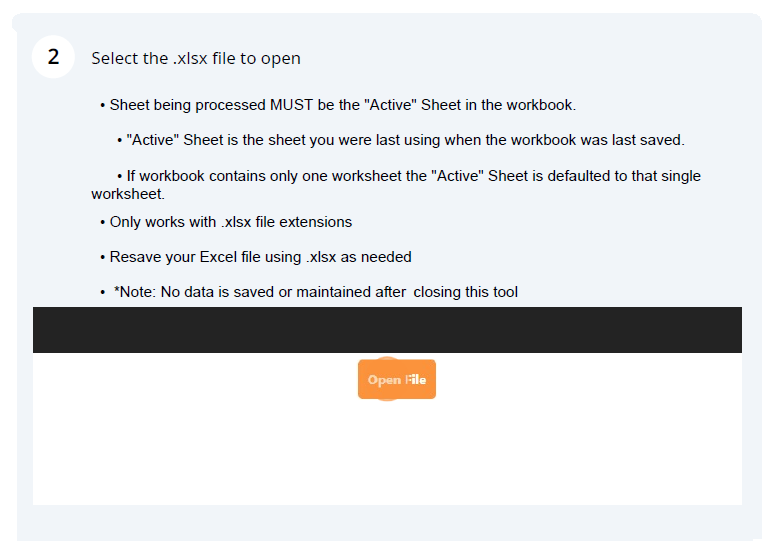 2
Select the .xlsx file to open
• Sheet being processed MUST be the "Active" Sheet in the workbook.
• "Active" Sheet is the sheet you were last using when the workbook was last saved.
• If workbook contains only one worksheet the "Active" Sheet is defaulted to that single
worksheet.
• Only works with .xlsx file extensions
• Resave your Excel file using .xlsx as needed
• *Note: No data is saved or maintained after closing this tool
Open File